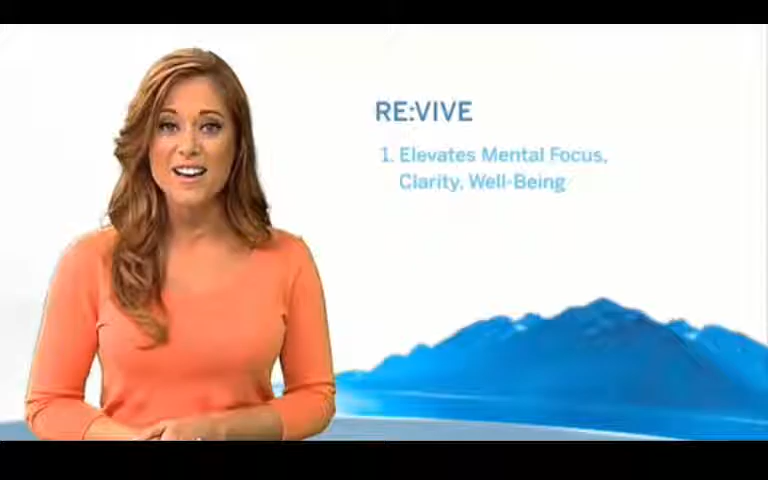 RE:VIVE
1. Elevates Mental Focus,
Clarity, Well-Being